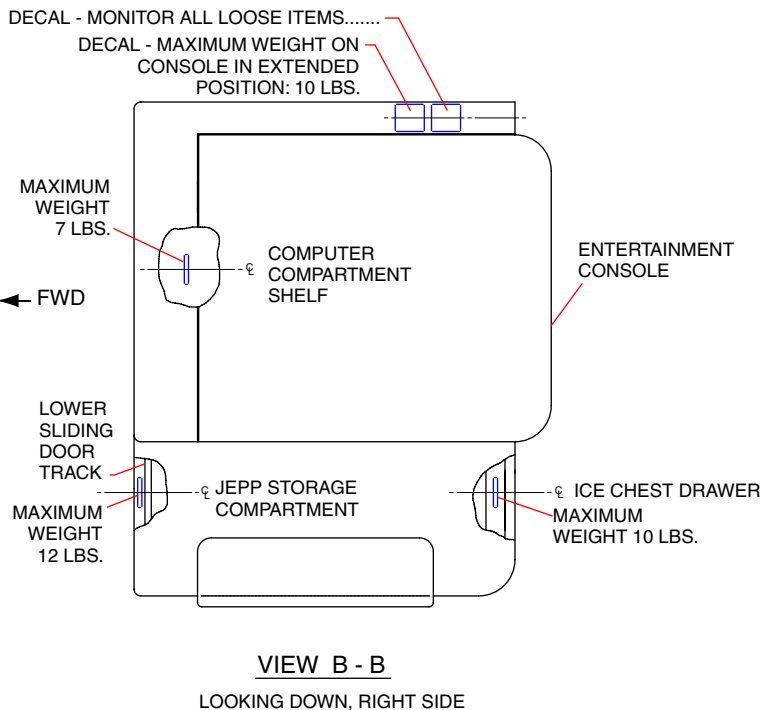 DECAL - MONITOR ALL LOOSE ITEMS.......
DECAL - MAXIMUM WEIGHT ON
CONSOLE IN EXTENDED
POSITION: 10 LBS.
MAXIMUM
WEIGHT
7 LBS.
℄ COMPUTER
COMPARTMENT
SHELF
ENTERTAINMENT
CONSOLE
FWD
LOWER
SLIDING
DOOR
TRACK
℄ JEPP STORAGE
COMPARTMENT
MAXIMUM
WEIGHT
12 LBS.
℄ ICE CHEST DRAWER
MAXIMUM
WEIGHT 10 LBS.
VIEW B - B
LOOKING DOWN, RIGHT SIDE